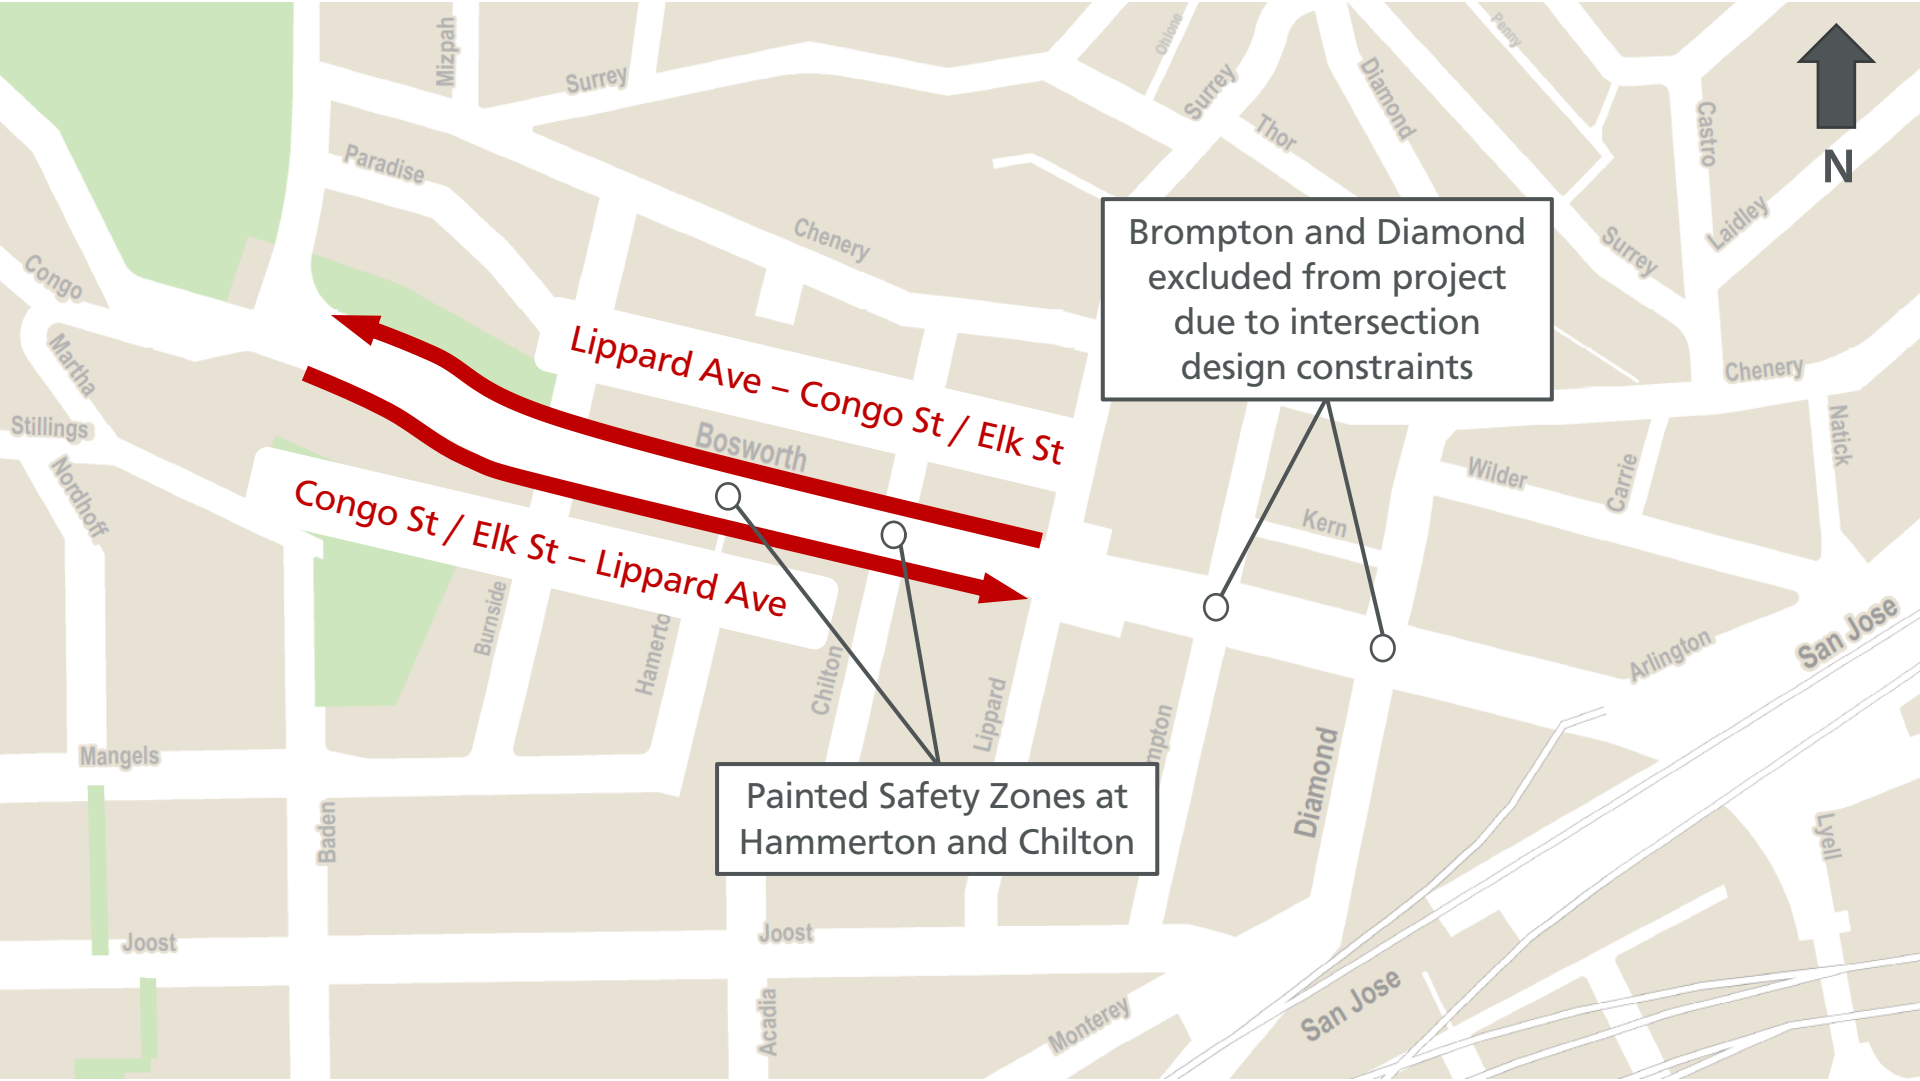 Mizpah
Surrey
Ohlone
Surrey
Diamond
Penny
Castro
N
Thor
Paradise
Chenery
Laidley
Surrey
Congo
Brompton and Diamond
excluded from project
due to intersection
design constraints
Lippard Ave – Congo St / Elk St
Martha
Chenery
Stillings
Bosworth
Natick
Wilder
Carrie
Nordhoff
Kern
Congo St / Elk St – Lippard Ave
Burnside
Hamerto
Chilton
Lippard
mpton
Arlington
San Jose
Mangels
Diamond
Painted Safety Zones at
Hammerton and Chilton
Baden
Lyell
Joost
Joost
Acadia
Monterey
San Jose